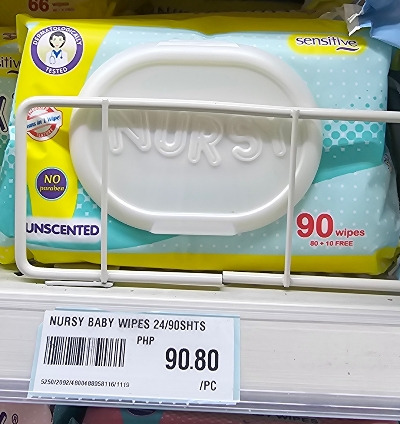 66
DERMATOLOGICALLY
TESTED
sensitive
NURSY
NO
paraben
UNSCENTED
90 wipes
80 + 10 FREE
NURSY BABY WIPES 24/90SHTS
PHP
90.80
/PC